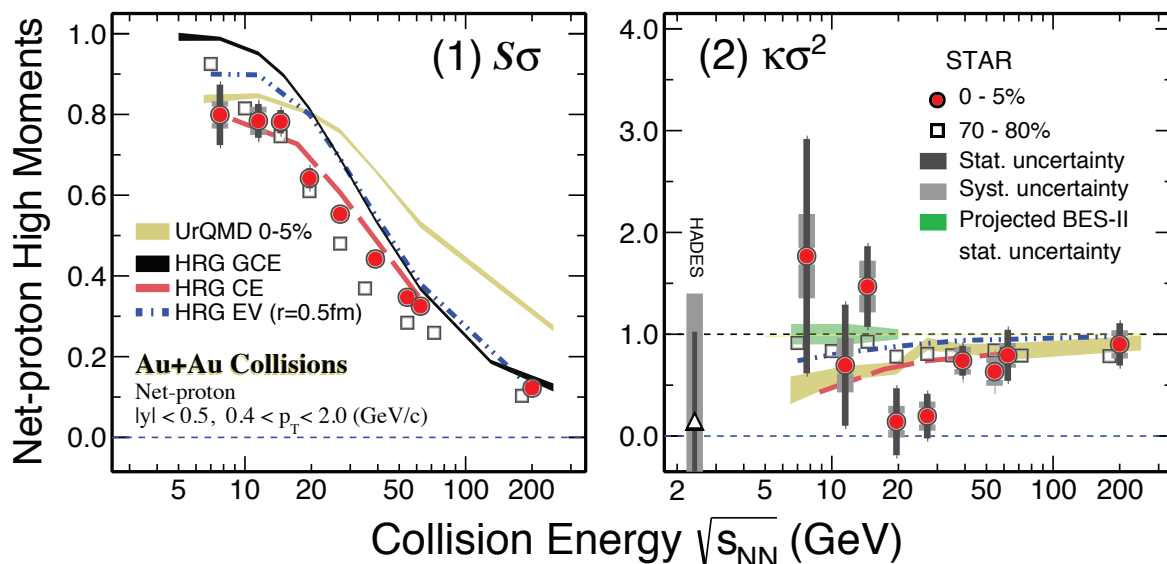 Net-proton High Moments
(1) Sσ
1.0
0.8
0.6
0.4
0.2
0.0
UrQMD 0-5%
HRG GCE
HRG CE
HRG EV (r=0.5fm)
Au+Au Collisions
Net-proton
|y| < 0.5, 0.4 < p_T < 2.0 (GeV/c)
5 10 20 50 100 200
(2) κσ²
STAR
0 - 5%
70 - 80%
Stat. uncertainty
Syst. uncertainty
Projected BES-II
stat. uncertainty
HADES
4.0
3.0
2.0
1.0
0.0
2 5 10 20 50 100 200
Collision Energy √s_NN (GeV)